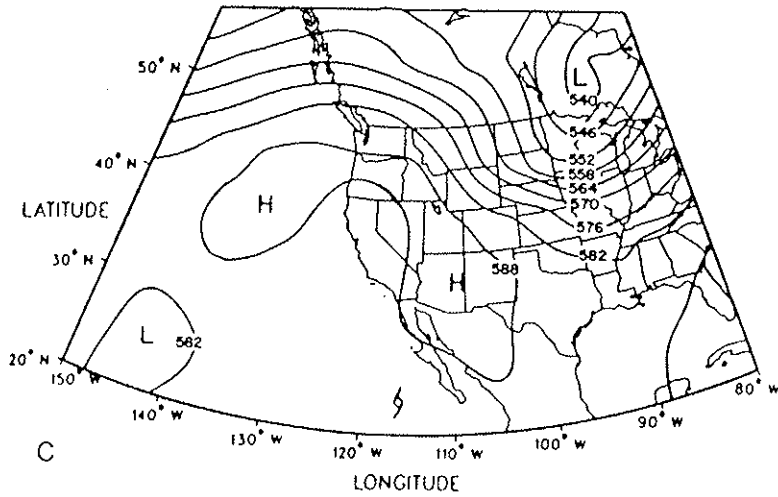 50° N
L
540
546
552
558
564
570
576
582
588
40° N
LATITUDE
H
H
30° N
L
582
20° N
150° W
140° W
130° W
120° W
110° W
100° W
90° W
80° W
C
LONGITUDE